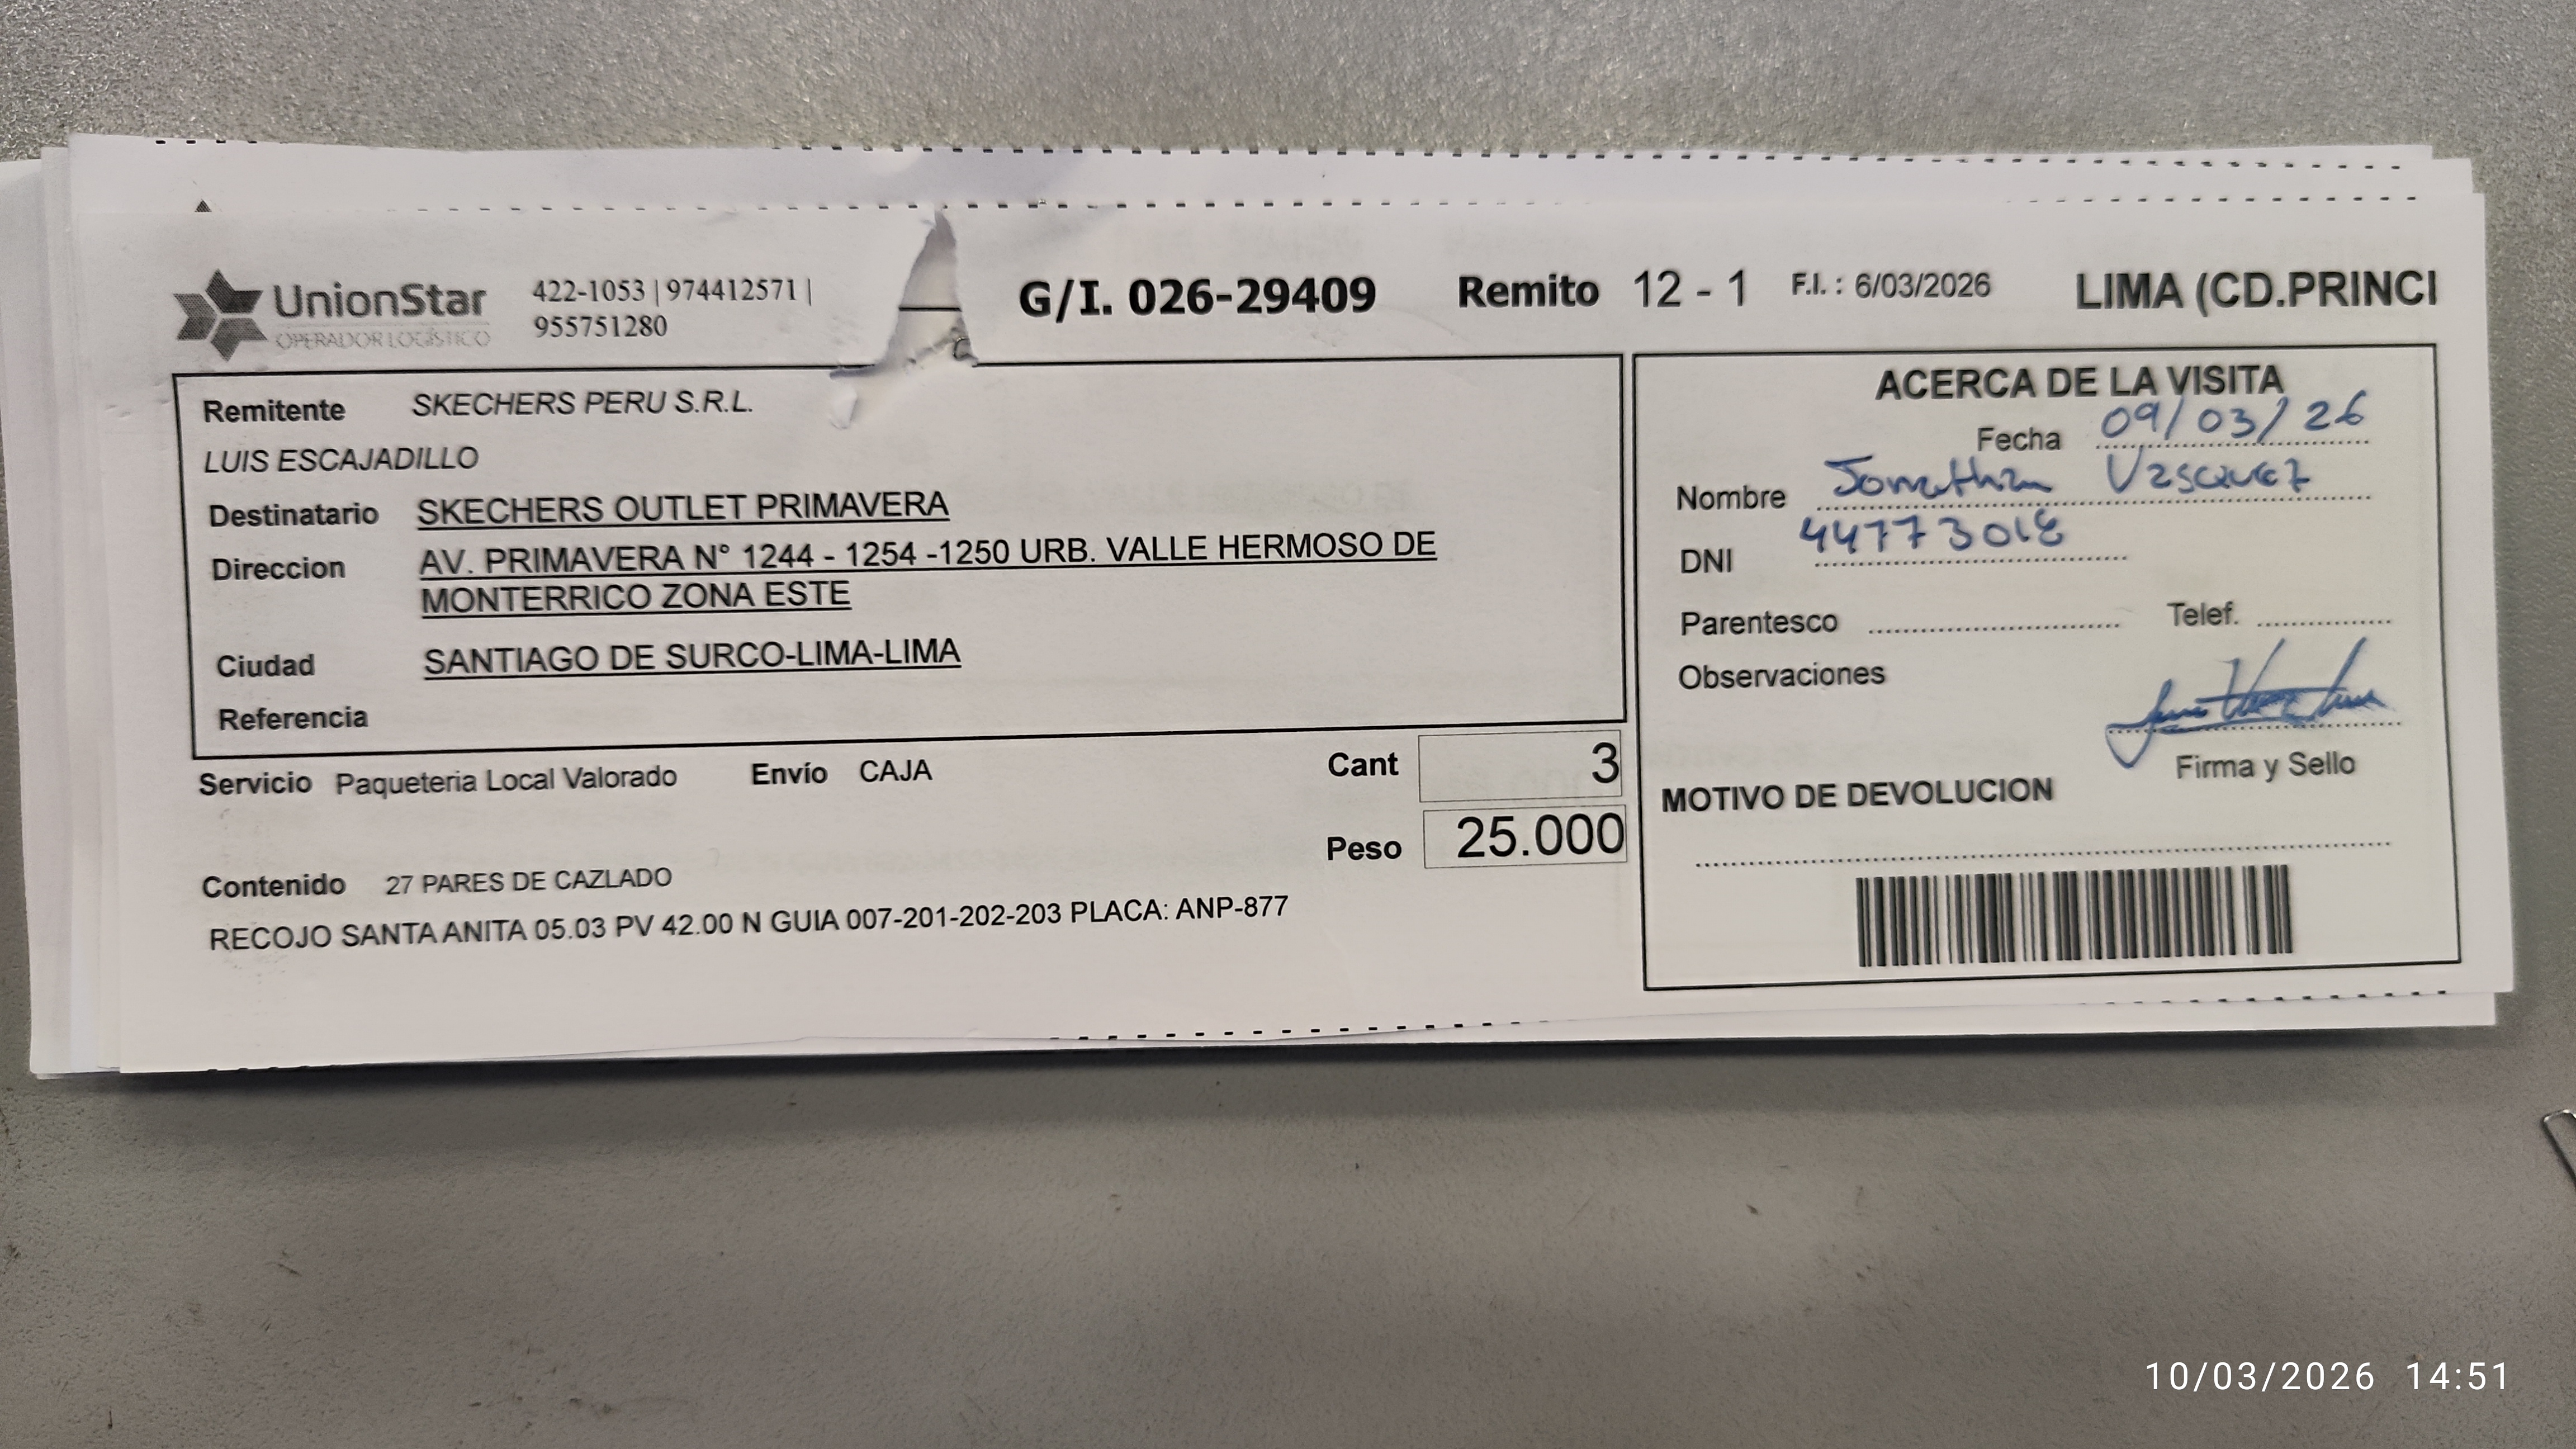 UnionStar
OPERADOR LOGÍSTICO
422-1053 | 974412571 |
955751280
G/I. 026-29409 Remito 12 - 1 F.I. : 6/03/2026 LIMA (CD.PRINCI
Remitente SKECHERS PERU S.R.L.
LUIS ESCAJADILLO
Destinatario SKECHERS OUTLET PRIMAVERA
Direccion AV. PRIMAVERA N° 1244 - 1254 -1250 URB. VALLE HERMOSO DE
MONTERRICO ZONA ESTE
Ciudad SANTIAGO DE SURCO-LIMA-LIMA
Referencia
Servicio Paqueteria Local Valorado Envío CAJA
Cant 3
Peso 25.000
Contenido 27 PARES DE CAZLADO
RECOJO SANTA ANITA 05.03 PV 42.00 N GUIA 007-201-202-203 PLACA: ANP-877
ACERCA DE LA VISITA
Fecha 09/03/26
Nombre Jonathan Vasquez
DNI 44773018
Parentesco Telef.
Observaciones
Firma y Sello
MOTIVO DE DEVOLUCION
10/03/2026 14:51